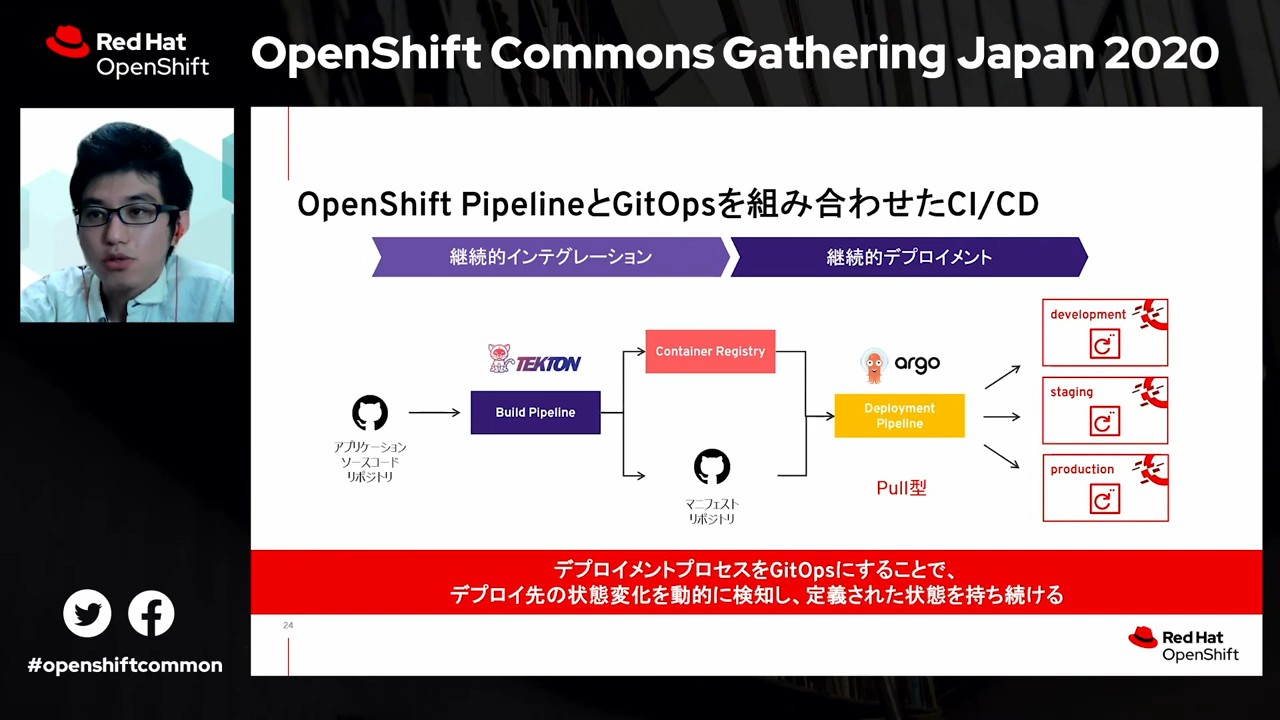 Red Hat
OpenShift
OpenShift Commons Gathering Japan 2020
OpenShift PipelineとGitOpsを組み合わせたCI/CD
継続的インテグレーション
継続的デプロイメント
TEKTON
Build Pipeline
アプリケーション
ソースコード
リポジトリ
Container Registry
マニフェスト
リポジトリ
argo
Deployment
Pipeline
Pull型
development
staging
production
デプロイメントプロセスをGitOpsにすることで、
デプロイ先の状態変化を動的に検知し、定義された状態を持ち続ける
24
Red Hat
OpenShift
#openshiftcommon